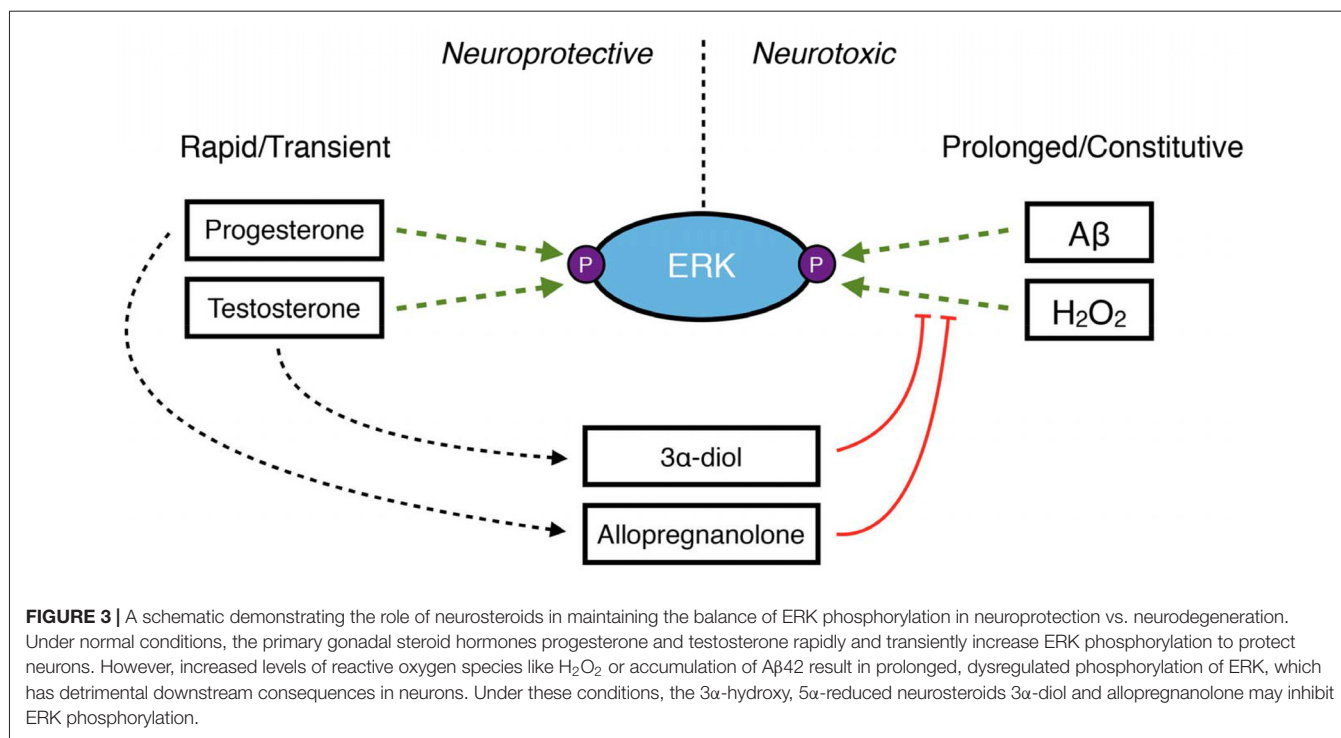 Neuroprotective
Neurotoxic
Rapid/Transient
Prolonged/Constitutive
Progesterone
Testosterone
P
ERK
P
Aβ
H₂O₂
3α-diol
Allopregnanolone
FIGURE 3 | A schematic demonstrating the role of neurosteroids in maintaining the balance of ERK phosphorylation in neuroprotection vs. neurodegeneration.
Under normal conditions, the primary gonadal steroid hormones progesterone and testosterone rapidly and transiently increase ERK phosphorylation to protect
neurons. However, increased levels of reactive oxygen species like H₂O₂ or accumulation of Aβ42 result in prolonged, dysregulated phosphorylation of ERK, which
has detrimental downstream consequences in neurons. Under these conditions, the 3α-hydroxy, 5α-reduced neurosteroids 3α-diol and allopregnanolone may inhibit
ERK phosphorylation.